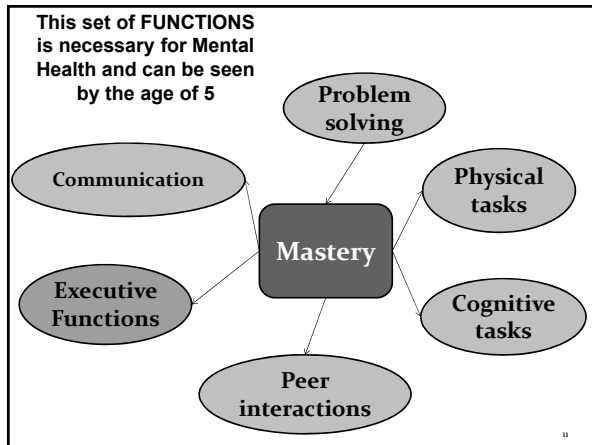 This set of FUNCTIONS
is necessary for Mental
Health and can be seen
by the age of 5
Problem
solving
Communication
Physical
tasks
Mastery
Executive
Functions
Cognitive
tasks
Peer
interactions
11